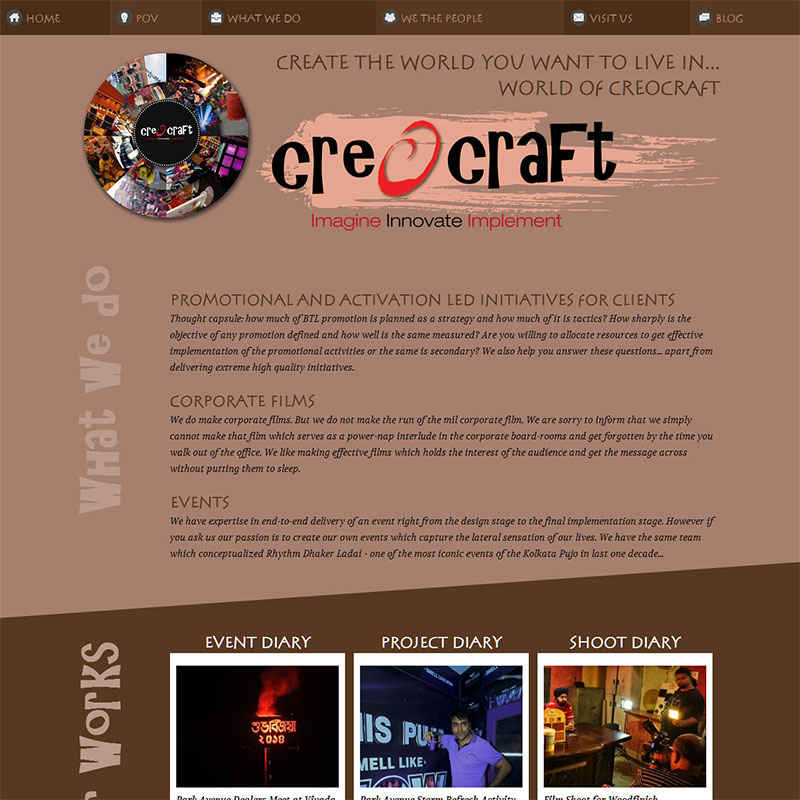 HOME POV WHAT WE DO WE THE PEOPLE VISIT US BLOG
CREATE THE WORLD YOU WANT TO LIVE IN...
WORLD OF CREOCRAFT
creocraft
creocraft
Imagine Innovate Implement
What We do
PROMOTIONAL AND ACTIVATION LED INITIATIVES FOR CLIENTS
Thought capsule: how much of BTL promotion is planned as a strategy and how much of it is tactics? How sharply is the
objective of any promotion defined and how well is the same measured? Are you willing to allocate resources to get effective
implementation of the promotional activities or the same is secondary? We also help you answer these questions... apart from
delivering extreme high quality initiatives.
CORPORATE FILMS
We do make corporate films. But we do not make the run of the mil corporate film. We are sorry to inform that we simply
cannot make that film which serves as a power-nap interlude in the corporate board-rooms and get forgotten by the time you
walk out of the office. We like making effective films which holds the interest of the audience and get the message across
without putting them to sleep.
EVENTS
We have expertise in end-to-end delivery of an event right from the design stage to the final implementation stage. However if
you ask us our passion is to create our own events which capture the lateral sensation of our lives. We have the same team
which conceptualized Rhythm Dhaker Ladai - one of the most iconic events of the Kolkata Pujo in last one decade...
Works
EVENT DIARY PROJECT DIARY SHOOT DIARY
শুভবিজয়া
২০১৪
HIS PU
MELL LIKE
Park Avenue Dealers Meet at Vivada
Park Avenue Storm Refresh Activity
Film Shoot for Woodfinish